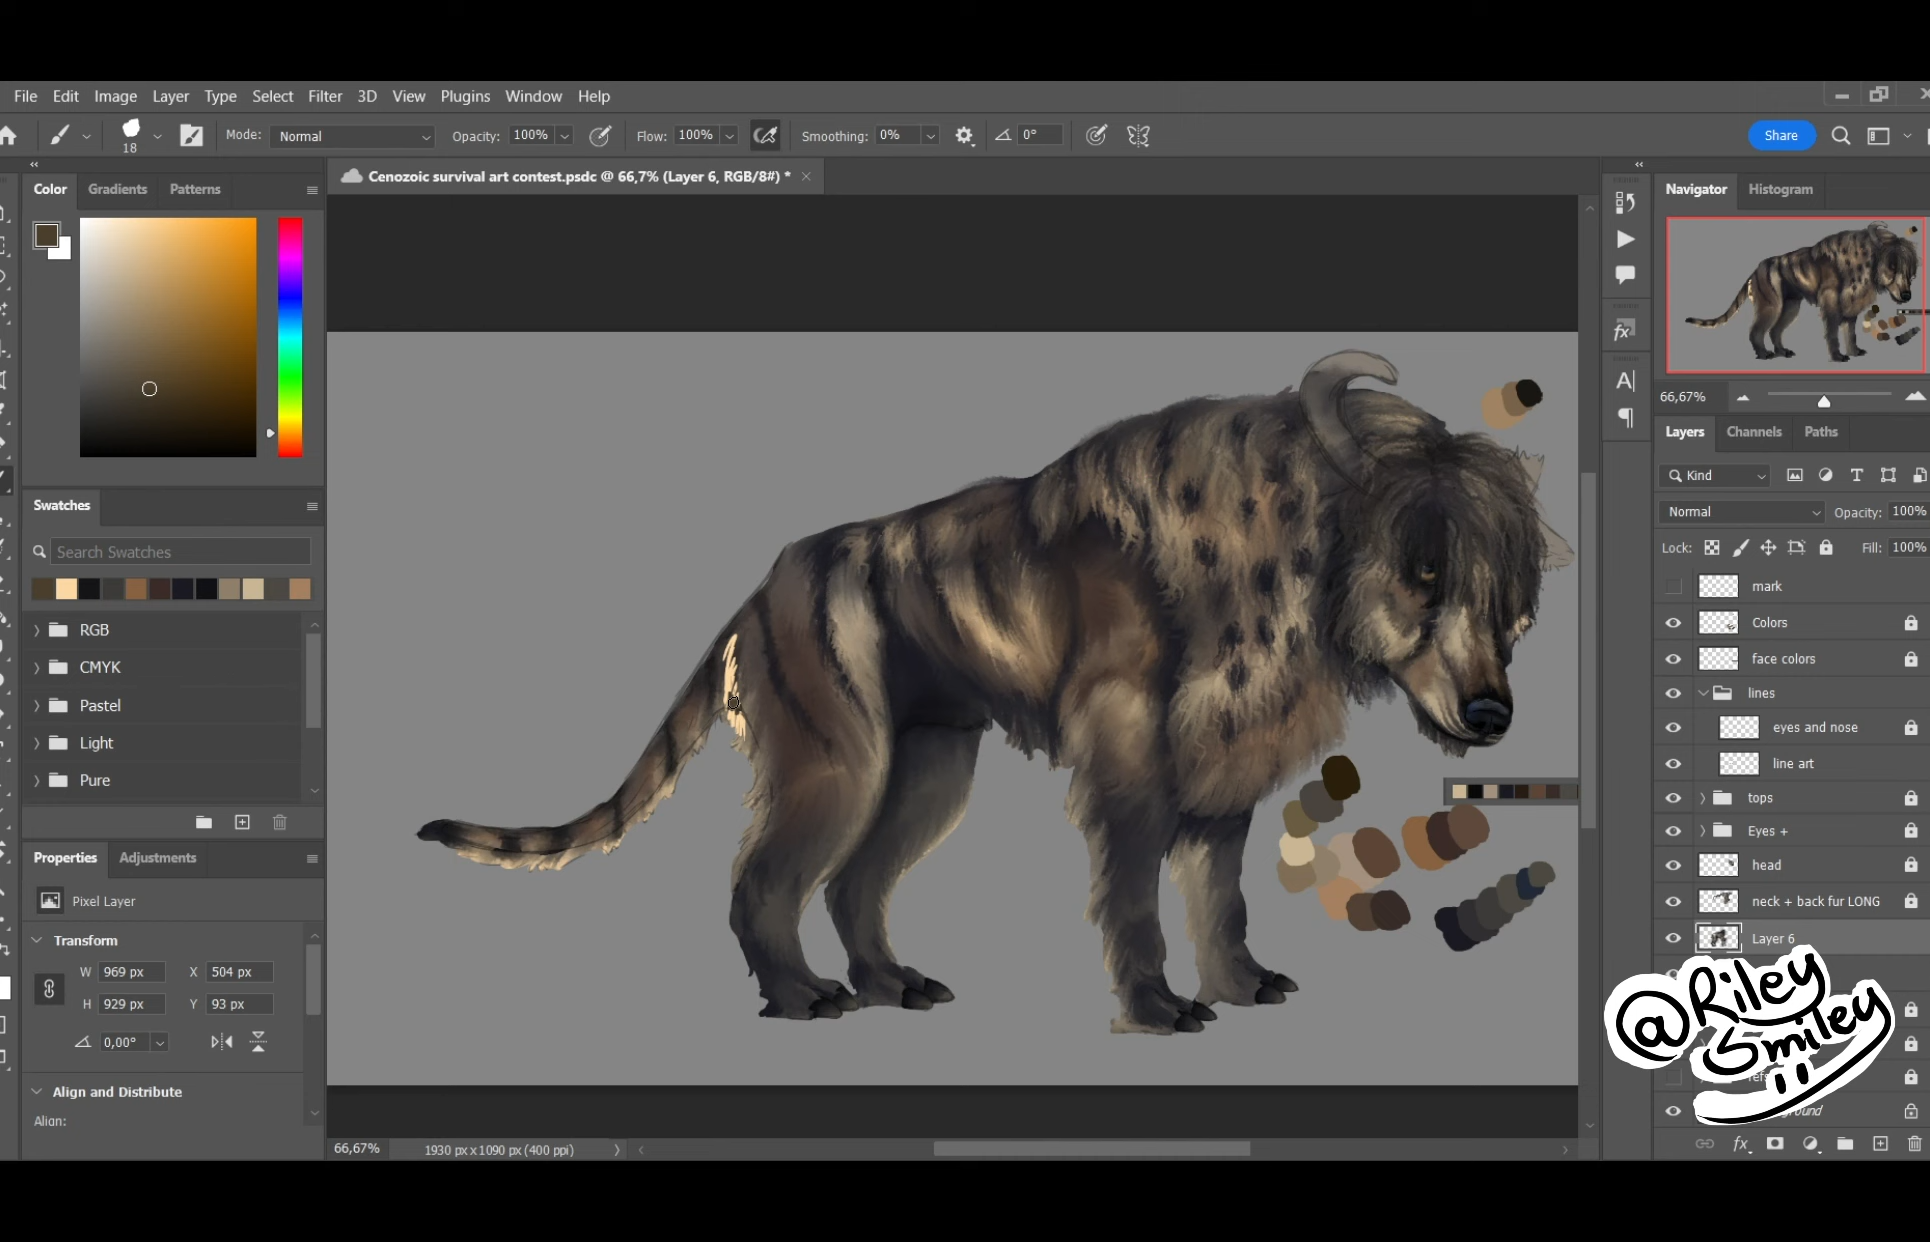 File Edit Image Layer Type Select Filter 3D View Plugins Window Help
18 Mode: Normal Opacity: 100% Flow: 100% Smoothing: 0% 0° Share
Color Gradients Patterns
Cenozoic survival art contest.psdc @ 66,7% (Layer 6, RGB/8#) *
Navigator Histogram
66,67%
Swatches
Search Swatches
RGB
CMYK
Pastel
Light
Pure
Properties Adjustments
Pixel Layer
Transform
W 969 px X 504 px
H 929 px Y 93 px
0,00°
Align and Distribute
Align:
66,67% 1930 px x 1090 px (400 ppi)
Layers Channels Paths
Kind
Normal Opacity: 100%
Lock: Fill: 100%
mark
Colors
face colors
lines
eyes and nose
line art
tops
Eyes +
head
neck + back fur LONG
Layer 6
@Riley
Smiley